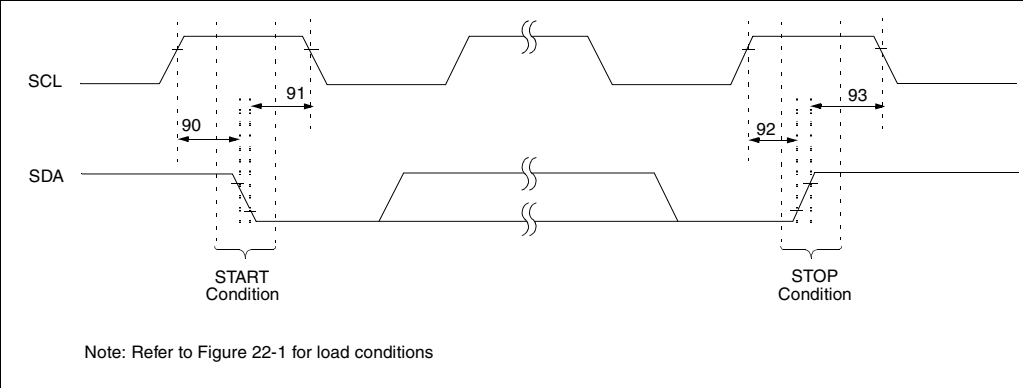 SCL
91
93
90
92
SDA
START
Condition
STOP
Condition
Note: Refer to Figure 22-1 for load conditions